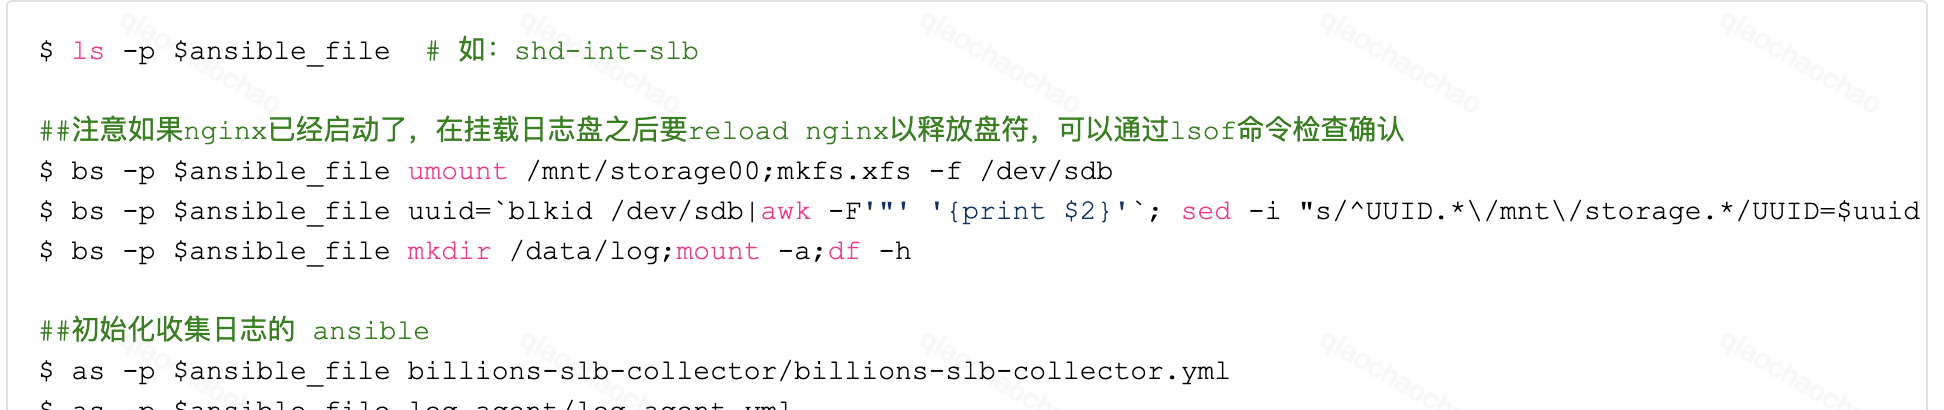 $ ls -p $ansible_file  # 如：shd-int-slb
##注意如果nginx已经启动了，在挂载日志盘之后要reload nginx以释放盘符，可以通过lsof命令检查确认
$ bs -p $ansible_file umount /mnt/storage00;mkfs.xfs -f /dev/sdb
$ bs -p $ansible_file uuid=`blkid /dev/sdb|awk -F'"' '{print $2}'`; sed -i "s/^UUID.*\/mnt\/storage.*/UUID=$uuid
$ bs -p $ansible_file mkdir /data/log;mount -a;df -h
##初始化收集日志的 ansible
$ as -p $ansible_file billions-slb-collector/billions-slb-collector.yml
$ as -p $ansible_file log-agent/log-agent.yml
qiaochaochao
qiaochaochao
qiaochaochao
qiaochaochao
qiaochaochao